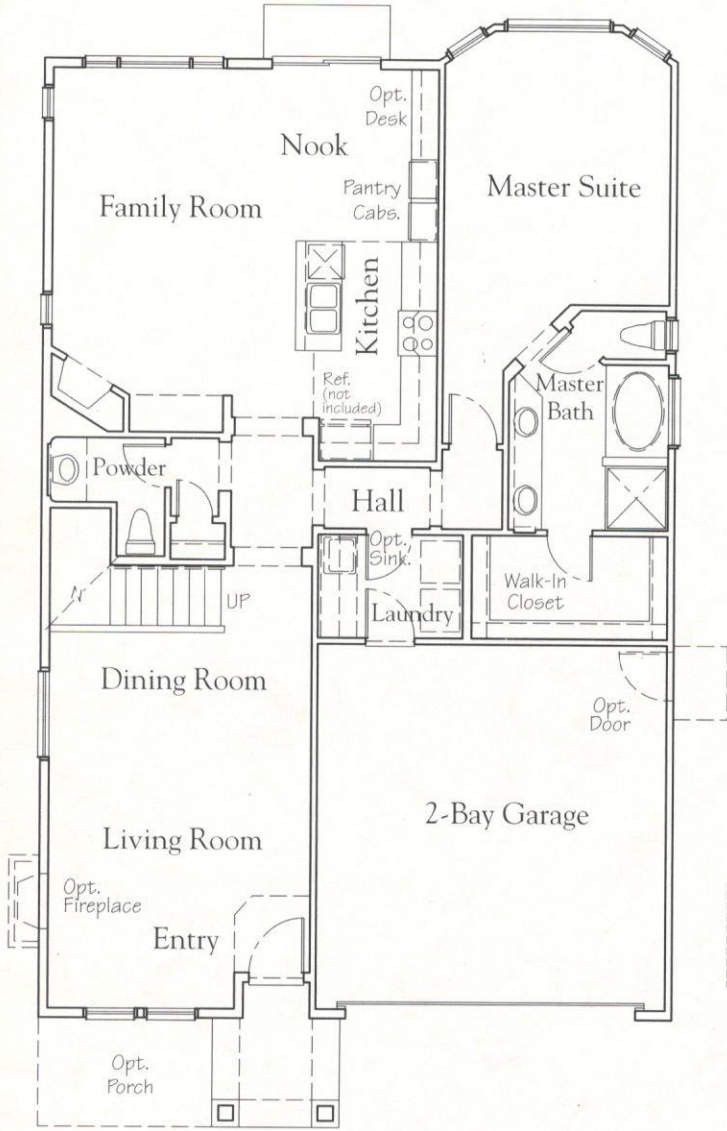 Opt.
Desk
Nook
Pantry
Cabs.
Family Room
Master Suite
Kitchen
Ref.
(not
included)
Master
Bath
Powder
Hall
Opt.
Sink.
UP
Walk-In
Closet
Laundry
Dining Room
Opt.
Door
2-Bay Garage
Living Room
Opt.
Fireplace
Entry
Opt.
Porch